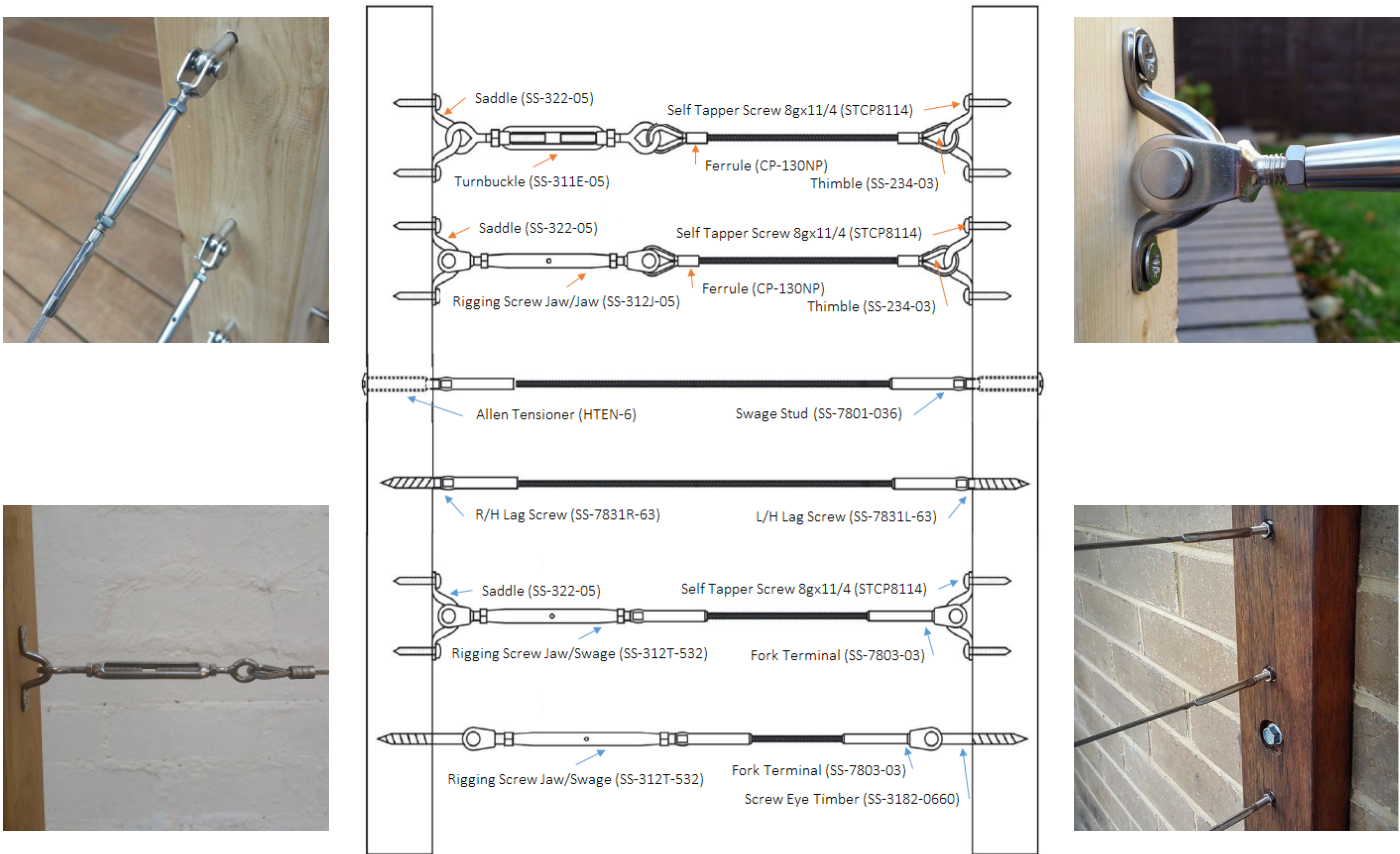 Saddle (SS-322-05)
Self Tapper Screw 8gx11/4 (STCP8114)
Turnbuckle (SS-311E-05)
Ferrule (CP-130NP)
Thimble (SS-234-03)
Saddle (SS-322-05)
Self Tapper Screw 8gx11/4 (STCP8114)
Rigging Screw Jaw/Jaw (SS-312J-05)
Ferrule (CP-130NP)
Thimble (SS-234-03)
Allen Tensioner (HTEN-6)
Swage Stud (SS-7801-036)
R/H Lag Screw (SS-7831R-63)
L/H Lag Screw (SS-7831L-63)
Saddle (SS-322-05)
Self Tapper Screw 8gx11/4 (STCP8114)
Rigging Screw Jaw/Swage (SS-312T-532)
Fork Terminal (SS-7803-03)
Rigging Screw Jaw/Swage (SS-312T-532)
Fork Terminal (SS-7803-03)
Screw Eye Timber (SS-3182-0660)